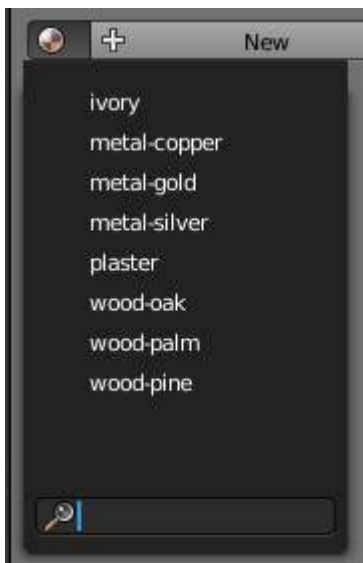 New
ivory
metal-copper
metal-gold
metal-silver
plaster
wood-oak
wood-palm
wood-pine